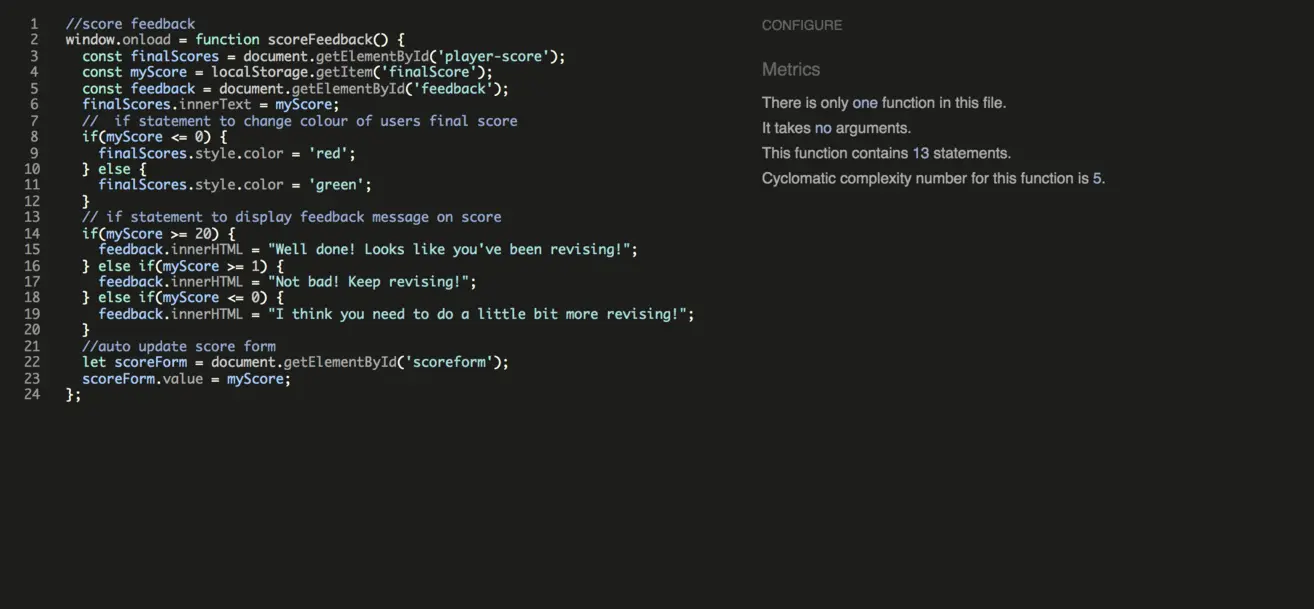 1 //score feedback
2 window.onload = function scoreFeedback() {
3 const finalScores = document.getElementById('player-score');
4 const myScore = localStorage.getItem('finalScore');
5 const feedback = document.getElementById('feedback');
6 finalScores.innerText = myScore;
7 //  if statement to change colour of users final score
8 if(myScore <= 0) {
9 finalScores.style.color = 'red';
10 } else {
11 finalScores.style.color = 'green';
12 }
13 // if statement to display feedback message on score
14 if(myScore >= 20) {
15 feedback.innerHTML = "Well done! Looks like you've been revising!";
16 } else if(myScore >= 1) {
17 feedback.innerHTML = "Not bad! Keep revising!";
18 } else if(myScore <= 0) {
19 feedback.innerHTML = "I think you need to do a little bit more revising!";
20 }
21 //auto update score form
22 let scoreForm = document.getElementById('scoreform');
23 scoreForm.value = myScore;
24 };
CONFIGURE
Metrics
There is only one function in this file.
It takes no arguments.
This function contains 13 statements.
Cyclomatic complexity number for this function is 5.